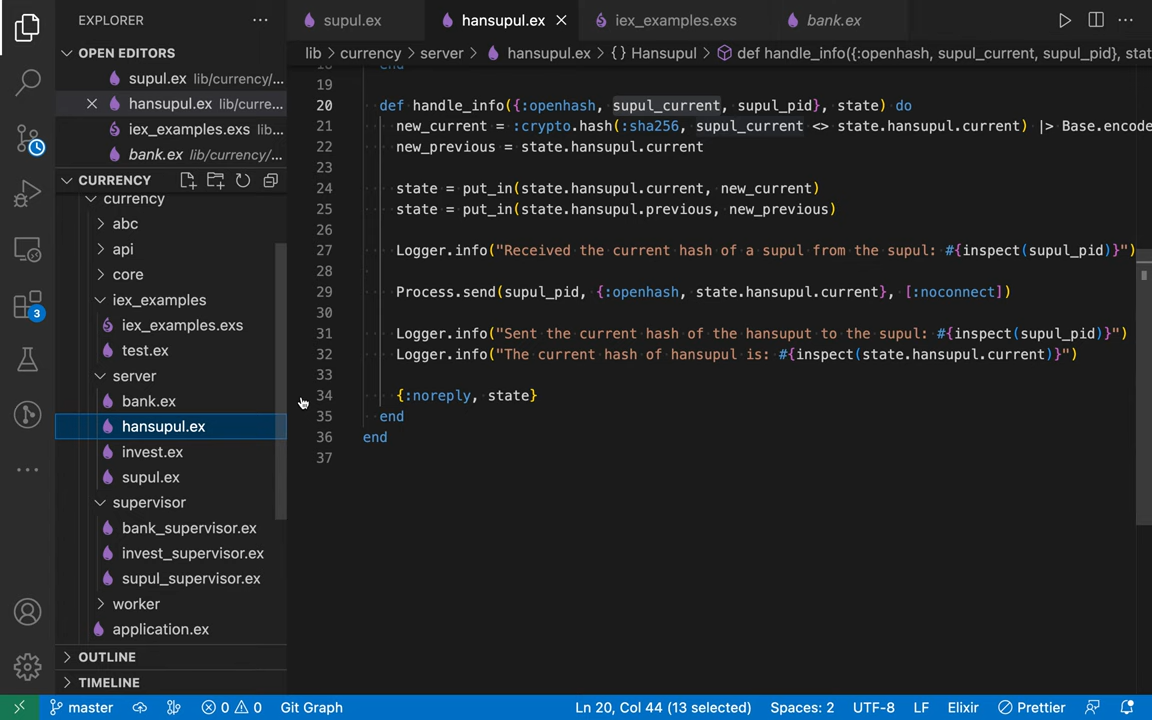 EXPLORER
OPEN EDITORS
supul.ex lib/currency/...
hansupul.ex lib/curre...
iex_examples.exs lib...
bank.ex lib/currency/...
CURRENCY
currency
abc
api
core
iex_examples
iex_examples.exs
test.ex
server
bank.ex
hansupul.ex
invest.ex
supul.ex
supervisor
bank_supervisor.ex
invest_supervisor.ex
supul_supervisor.ex
worker
application.ex
OUTLINE
TIMELINE
3
supul.ex hansupul.ex iex_examples.exs bank.ex
lib > currency > server > hansupul.ex > {} Hansupul > def handle_info({:openhash, supul_current, supul_pid}, stat
18 end
19
20 def handle_info({:openhash, supul_current, supul_pid}, state) do
21 new_current = :crypto.hash(:sha256, supul_current <> state.hansupul.current) |> Base.encode
22 new_previous = state.hansupul.current
23
24 state = put_in(state.hansupul.current, new_current)
25 state = put_in(state.hansupul.previous, new_previous)
26
27 Logger.info("Received the current hash of a supul from the supul: #{inspect(supul_pid)}")
28
29 Process.send(supul_pid, {:openhash, state.hansupul.current}, [:noconnect])
30
31 Logger.info("Sent the current hash of the hansuput to the supul: #{inspect(supul_pid)}")
32 Logger.info("The current hash of hansupul is: #{inspect(state.hansupul.current)}")
33
34 {:noreply, state}
35 end
36 end
37
master 0 0 Git Graph Ln 20, Col 44 (13 selected) Spaces: 2 UTF-8 LF Elixir Prettier